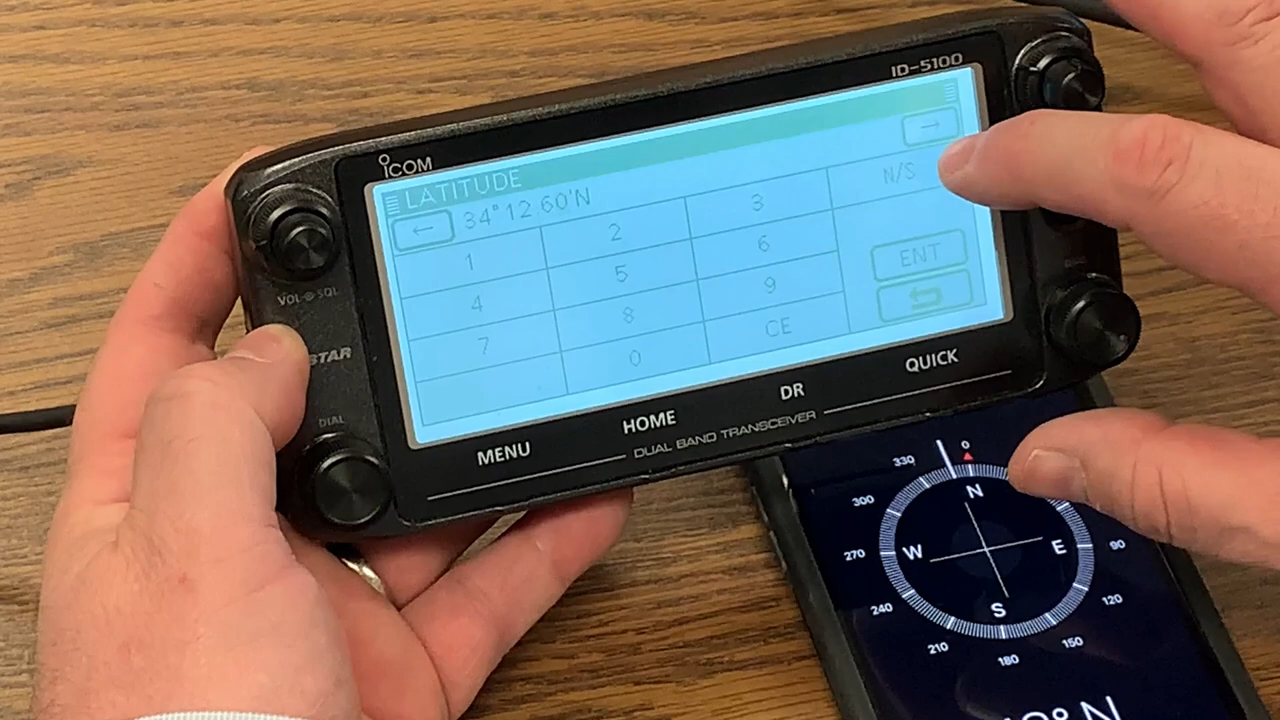 ID-5100
ICOM
LATITUDE
→
← 34°12 60'N
1 2 3 N/S
4 5 6
7 8 9 ENT
0 CE
VOL SQL
STAR
DIAL
MENU HOME DR QUICK
DUAL BAND TRANSCEIVER
330 0
300 N
270 W E 90
240 S 120
210 180 150
° N